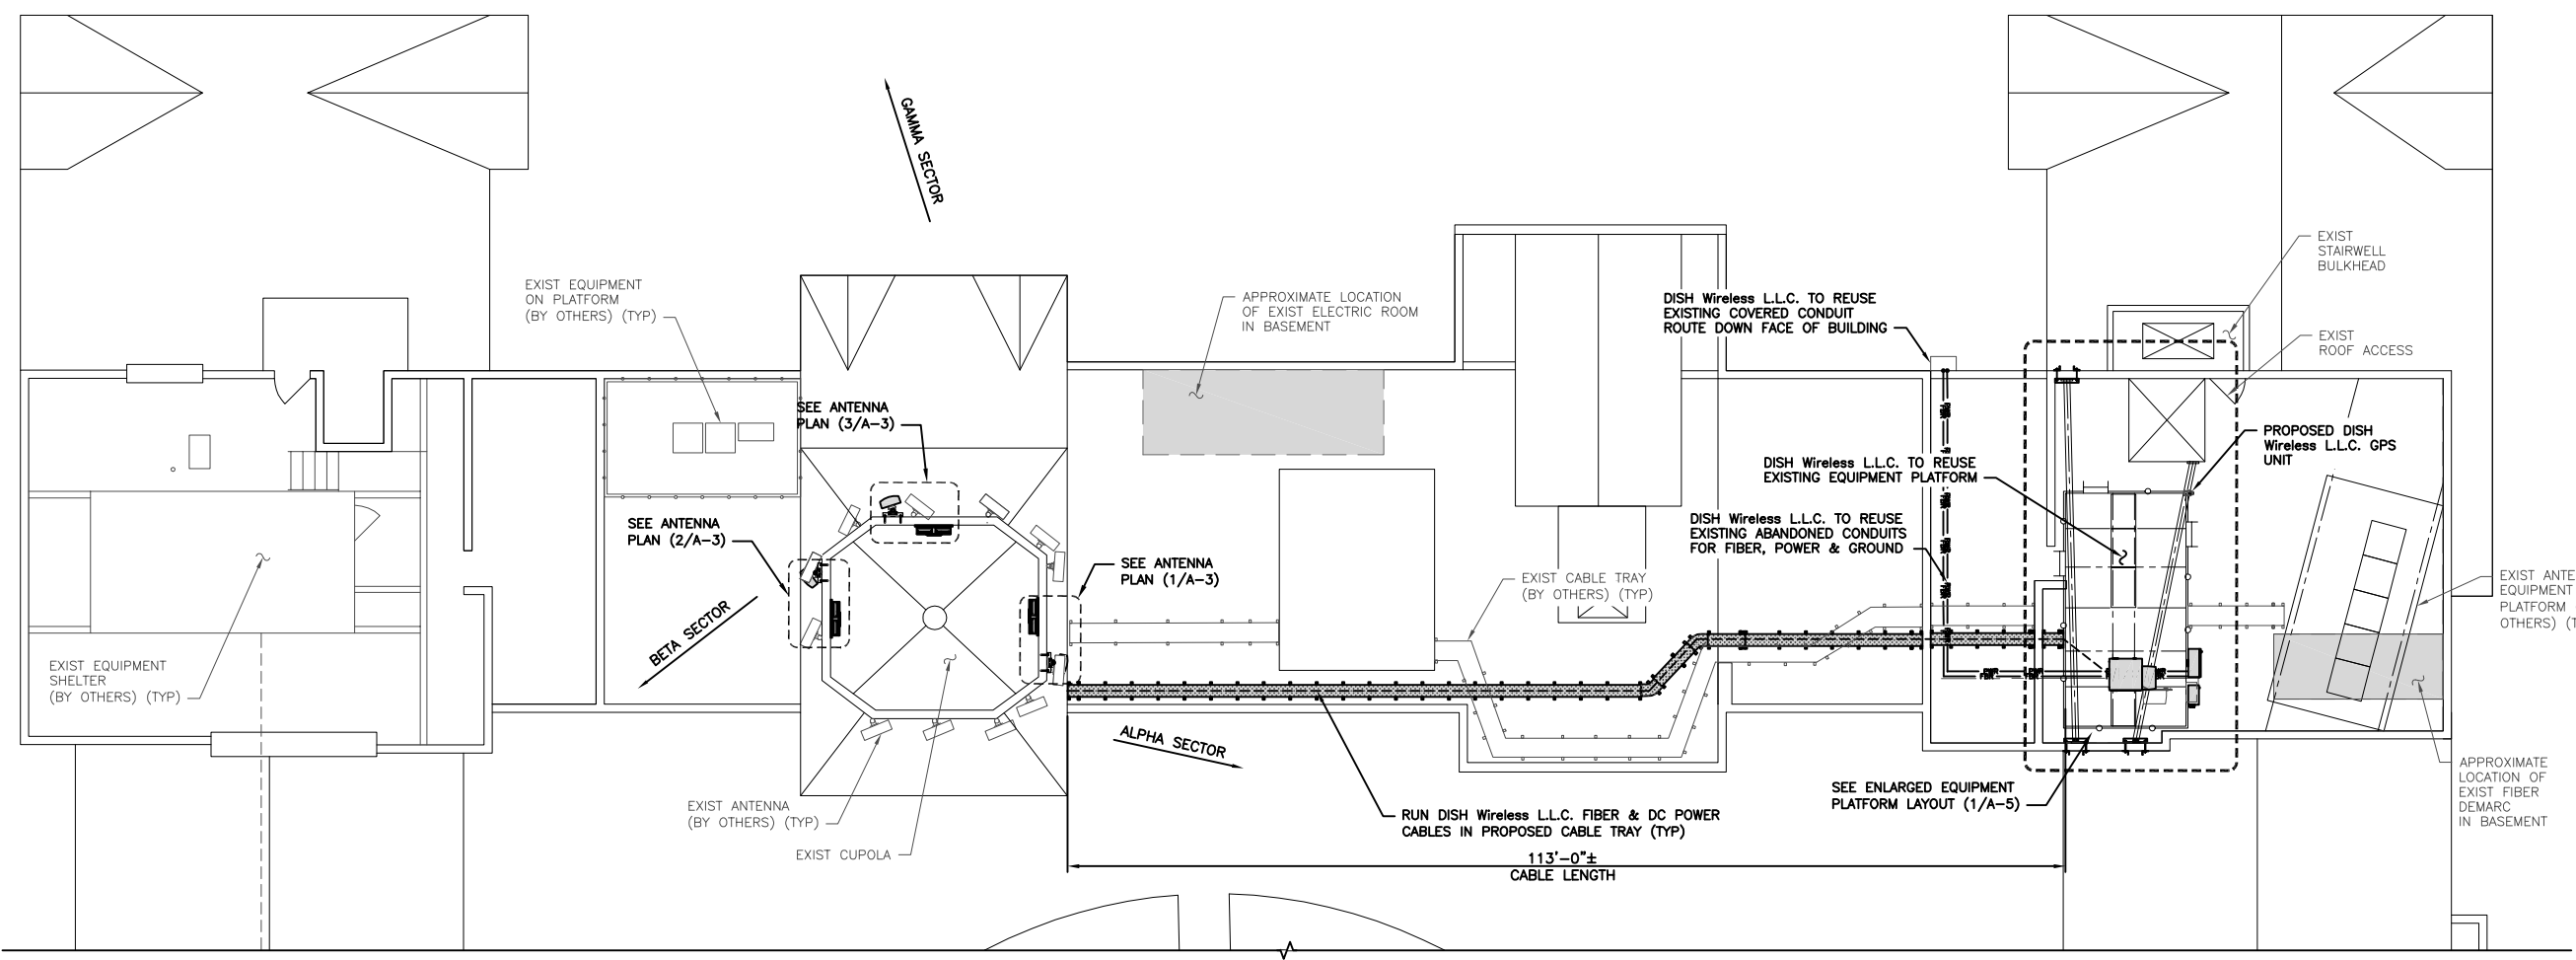 GAMMA SECTOR
EXIST EQUIPMENT
ON PLATFORM
(BY OTHERS) (TYP)
APPROXIMATE LOCATION
OF EXIST ELECTRIC ROOM
IN BASEMENT
DISH Wireless L.L.C. TO REUSE
EXISTING COVERED CONDUIT
ROUTE DOWN FACE OF BUILDING
EXIST
STAIRWELL
BULKHEAD
EXIST
ROOF ACCESS
SEE ANTENNA
PLAN (3/A-3)
PROPOSED DISH
Wireless L.L.C. GPS
UNIT
DISH Wireless L.L.C. TO REUSE
EXISTING EQUIPMENT PLATFORM
SEE ANTENNA
PLAN (2/A-3)
DISH Wireless L.L.C. TO REUSE
EXISTING ABANDONED CONDUITS
FOR FIBER, POWER & GROUND
SEE ANTENNA
PLAN (1/A-3)
EXIST CABLE TRAY
(BY OTHERS) (TYP)
EXIST ANTE
EQUIPMENT
PLATFORM
OTHERS) (T
BETA SECTOR
EXIST EQUIPMENT
SHELTER
(BY OTHERS) (TYP)
ALPHA SECTOR
APPROXIMATE
LOCATION OF
EXIST FIBER
DEMARC
IN BASEMENT
SEE ENLARGED EQUIPMENT
PLATFORM LAYOUT (1/A-5)
EXIST ANTENNA
(BY OTHERS) (TYP)
RUN DISH Wireless L.L.C. FIBER & DC POWER
CABLES IN PROPOSED CABLE TRAY (TYP)
EXIST CUPOLA
113'-0"±
CABLE LENGTH